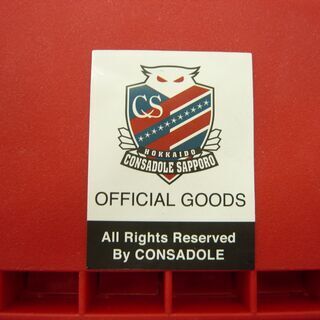 CS
HOKKAIDO
CONSADOLE SAPPORO
OFFICIAL GOODS
All Rights Reserved
By CONSADOLE